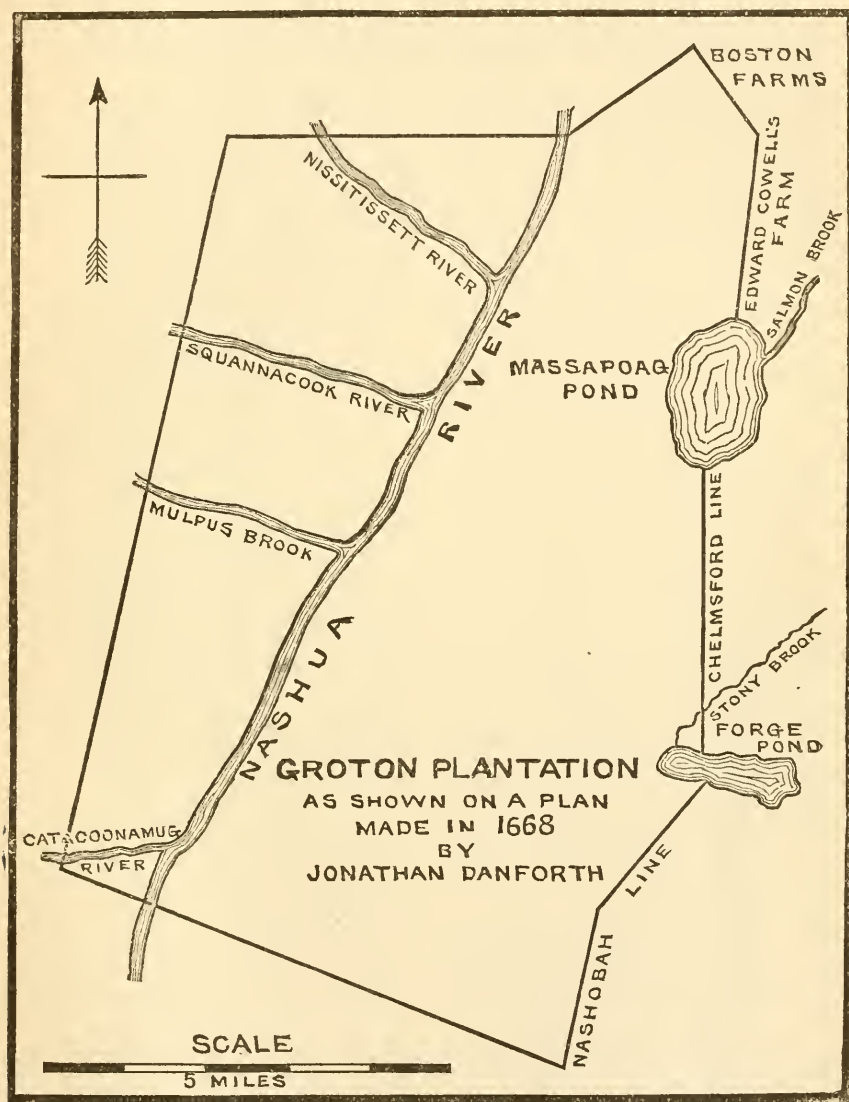 BOSTON
FARMS
NISSITISSETT RIVER
EDWARD COWELL'S
FARM
SALMON BROOK
SQUANNACOOK RIVER
MASSAPOAG
POND
MULPUS BROOK
NASHUA RIVER
CHELMSFORD LINE
STONY BROOK
FORGE
POND
GROTON PLANTATION
AS SHOWN ON A PLAN
MADE IN 1668
BY
JONATHAN DANFORTH
CATACOONAMUG
RIVER
NASHOBAH LINE
SCALE
5 MILES